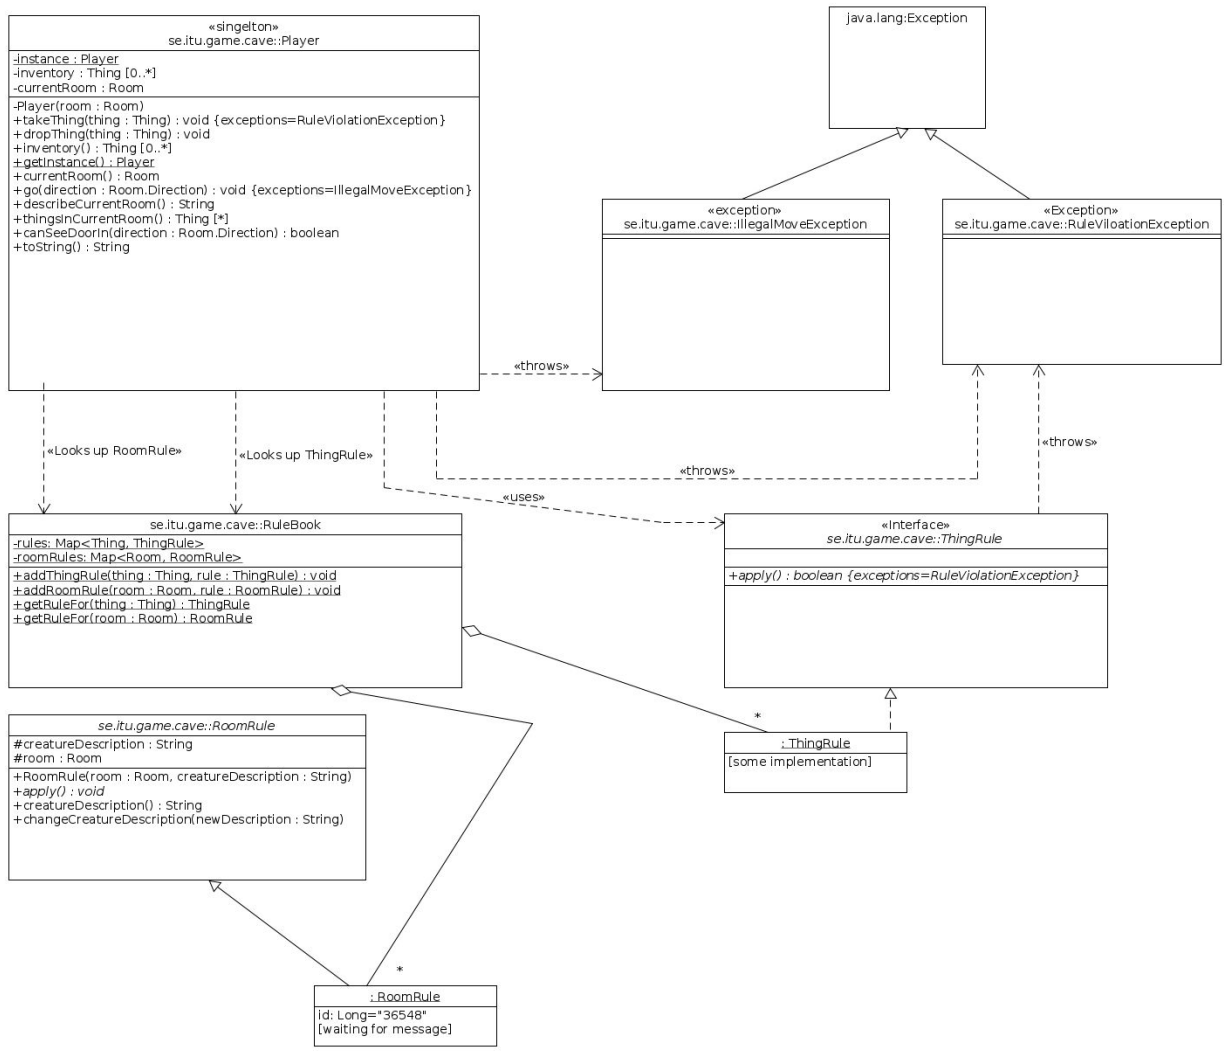 «singelton»
se.itu.game.cave::Player
-instance : Player
-inventory : Thing [0..*]
-currentRoom : Room
-Player(room : Room)
+takeThing(thing : Thing) : void {exceptions=RuleViolationException}
+dropThing(thing : Thing) : void
+inventory() : Thing [0..*]
+getInstance() : Player
+currentRoom() : Room
+go(direction : Room.Direction) : void {exceptions=IllegalMoveException}
+describeCurrentRoom() : String
+thingsInCurrentRoom() : Thing [*]
+canSeeDoorIn(direction : Room.Direction) : boolean
+toString() : String
java.lang:Exception
«exception»
se.itu.game.cave::IllegalMoveException
«Exception»
se.itu.game.cave::RuleViloationException
«throws»
«Looks up RoomRule»
«Looks up ThingRule»
«throws»
«throws»
«uses»
se.itu.game.cave::RuleBook
-rules: Map<Thing, ThingRule>
-roomRules: Map<Room, RoomRule>
+addThingRule(thing : Thing, rule : ThingRule) : void
+addRoomRule(room : Room, rule : RoomRule) : void
+getRuleFor(thing : Thing) : ThingRule
+getRuleFor(room : Room) : RoomRule
«Interface»
se.itu.game.cave::ThingRule
+apply() : boolean {exceptions=RuleViolationException}
*
: ThingRule
[some implementation]
se.itu.game.cave::RoomRule
#creatureDescription : String
#room : Room
+RoomRule(room : Room, creatureDescription : String)
+apply() : void
+creatureDescription() : String
+changeCreatureDescription(newDescription : String)
*
: RoomRule
id: Long="36548"
[waiting for message]